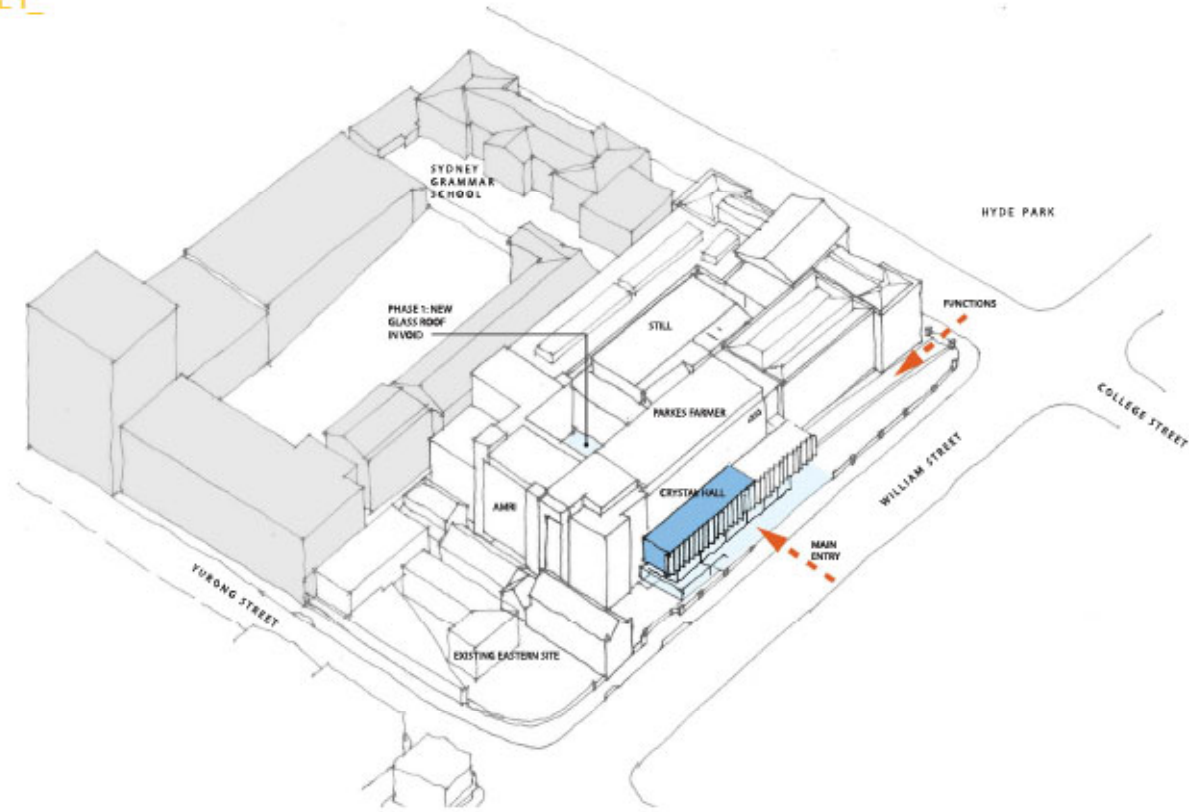 SYDNEY
GRAMMAR
SCHOOL
HYDE PARK
PHASE 1: NEW
GLASS ROOF
IN VOID
FUNCTIONS
STILL
COLLEGE STREET
PARKES FARMER
WILLIAM STREET
CRYSTAL HALL
AMRI
MAIN
ENTRY
YURONG STREET
EXISTING EASTERN SITE